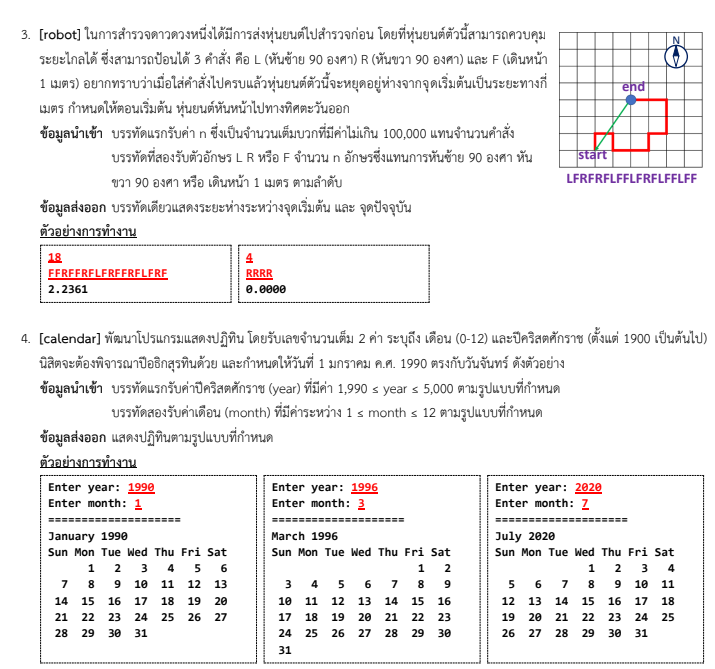 3. [robot] ในการสำรวจดาวดวงหนึ่งได้มีการส่งหุ่นยนต์ไปสำรวจก่อน โดยที่หุ่นยนต์ตัวนี้สามารถควบคุม
ระยะไกลได้ ซึ่งสามารถป้อนได้ 3 คำสั่ง คือ L (หันซ้าย 90 องศา) R (หันขวา 90 องศา) และ F (เดินหน้า
1 เมตร) อยากทราบว่าเมื่อใส่คำสั่งไปครบแล้วหุ่นยนต์ตัวนี้จะหยุดอยู่ห่างจากจุดเริ่มต้นเป็นระยะทางกี่
เมตร กำหนดให้ตอนเริ่มต้น หุ่นยนต์หันหน้าไปทางทิศตะวันออก
ข้อมูลนำเข้า บรรทัดแรกรับค่า n ซึ่งเป็นจำนวนเต็มบวกที่มีค่าไม่เกิน 100,000 แทนจำนวนคำสั่ง
บรรทัดที่สองรับตัวอักษร L R หรือ F จำนวน n อักษรซึ่งแทนการหันซ้าย 90 องศา หัน
ขวา 90 องศา หรือ เดินหน้า 1 เมตร ตามลำดับ
ข้อมูลส่งออก บรรทัดเดียวแสดงระยะห่างระหว่างจุดเริ่มต้น และ จุดปัจจุบัน
ตัวอย่างการทำงาน
N
end
start
LFRFRFLFFLFRFLFFLFF
18
FFRFFRFLFRFFRFLFRF
2.2361
4
RRRR
0.0000
4. [calendar] พัฒนาโปรแกรมแสดงปฏิทิน โดยรับเลขจำนวนเต็ม 2 ค่า ระบุถึง เดือน (0-12) และปีคริสตศักราช (ตั้งแต่ 1900 เป็นต้นไป)
นิสิตจะต้องพิจารณาปีอธิกสุรทินด้วย และกำหนดให้วันที่ 1 มกราคม ค.ศ. 1990 ตรงกับวันจันทร์ ดังตัวอย่าง
ข้อมูลนำเข้า บรรทัดแรกรับค่าปีคริสตศักราช (year) ที่มีค่า 1,990 ≤ year ≤ 5,000 ตามรูปแบบที่กำหนด
บรรทัดสองรับค่าเดือน (month) ที่มีค่าระหว่าง 1 ≤ month ≤ 12 ตามรูปแบบที่กำหนด
ข้อมูลส่งออก แสดงปฏิทินตามรูปแบบที่กำหนด
ตัวอย่างการทำงาน
Enter year: 1990
Enter month: 1
====================
January 1990
Sun Mon Tue Wed Thu Fri Sat
1 2 3 4 5 6
7 8 9 10 11 12 13
14 15 16 17 18 19 20
21 22 23 24 25 26 27
28 29 30 31
Enter year: 1996
Enter month: 3
====================
March 1996
Sun Mon Tue Wed Thu Fri Sat
1 2
3 4 5 6 7 8 9
10 11 12 13 14 15 16
17 18 19 20 21 22 23
24 25 26 27 28 29 30
31
Enter year: 2020
Enter month: 7
====================
July 2020
Sun Mon Tue Wed Thu Fri Sat
1 2 3 4
5 6 7 8 9 10 11
12 13 14 15 16 17 18
19 20 21 22 23 24 25
26 27 28 29 30 31